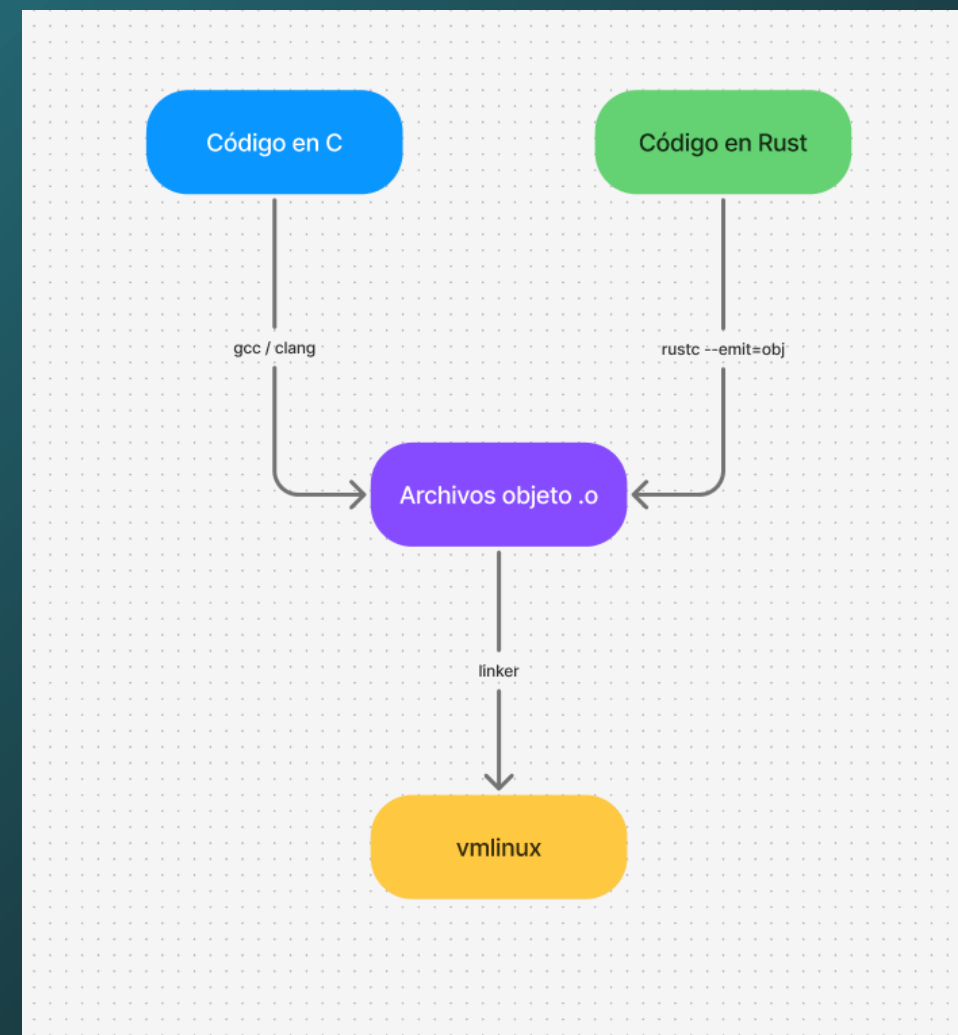 Código en C
Código en Rust
gcc / clang
rustc --emit=obj
Archivos objeto .o
linker
vmlinux